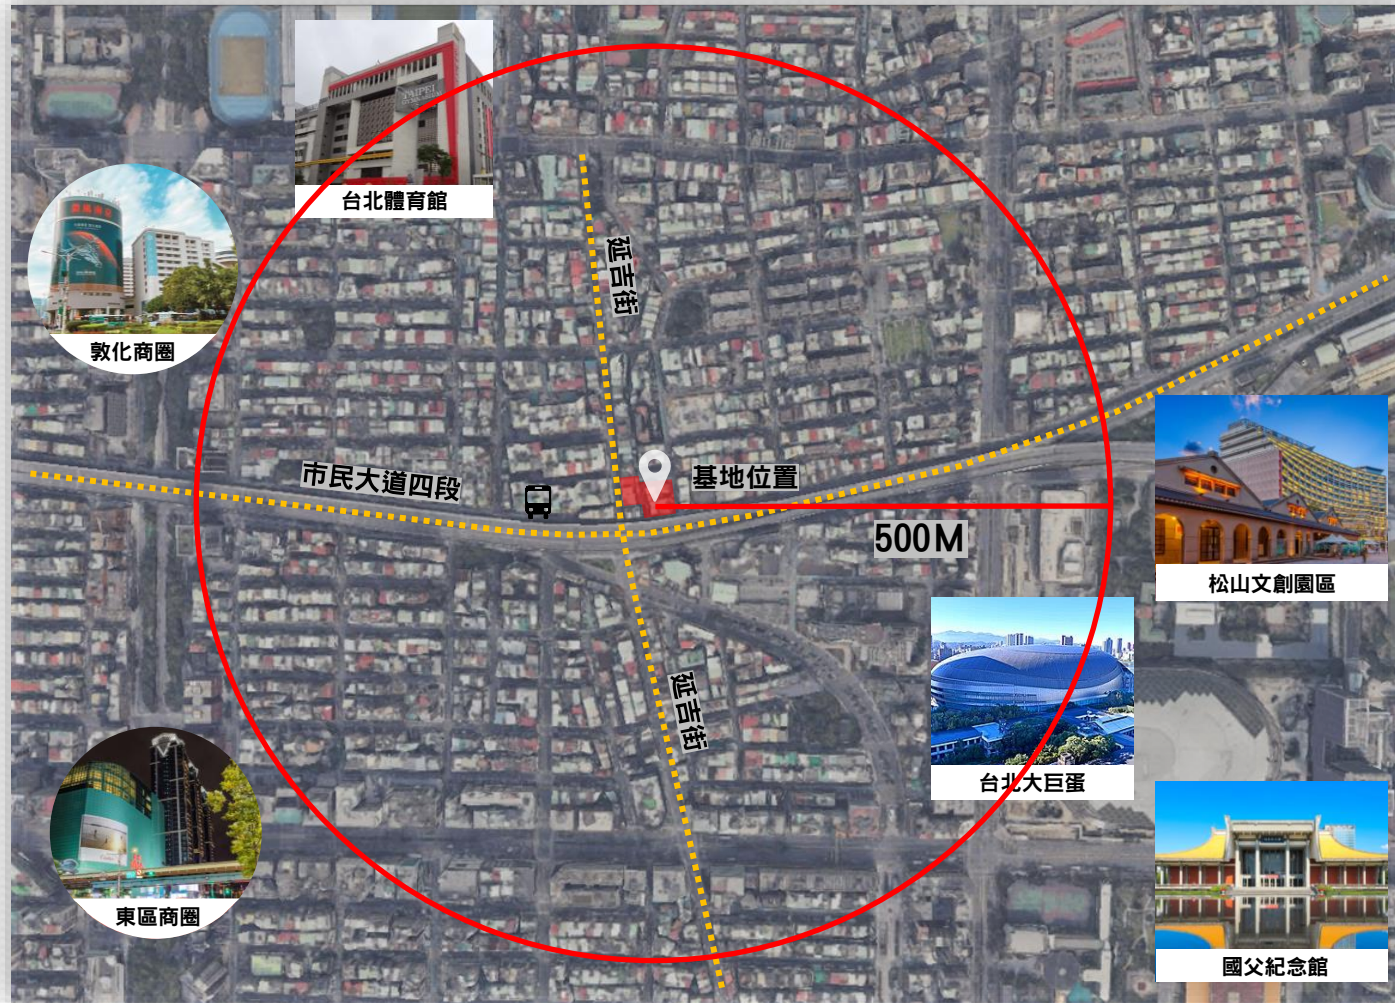 TAIPEI
台北體育館
敦化商圈
延吉街
市民大道四段
基地位置
500M
松山文創園區
延吉街
台北大巨蛋
東區商圈
國父紀念館